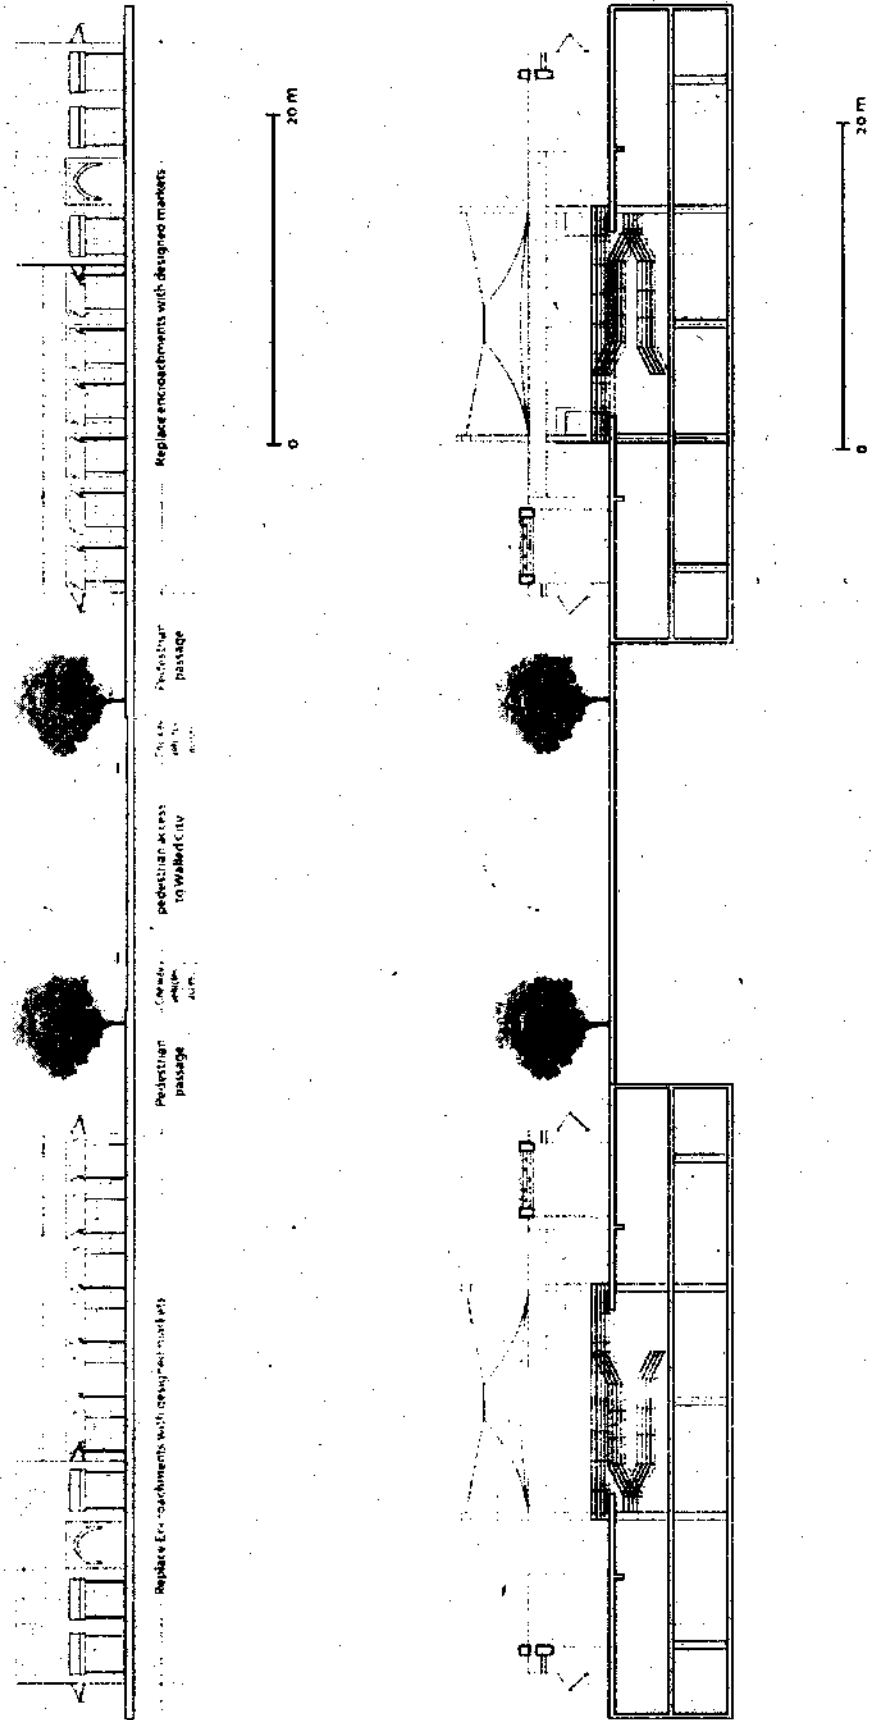 Replace Encroachments with designed markets
Pedestrian
passage
pedestrian access
to Walled City
Pedestrian
passage
Replace encroachments with designed markets
0
20 m
0
20 m